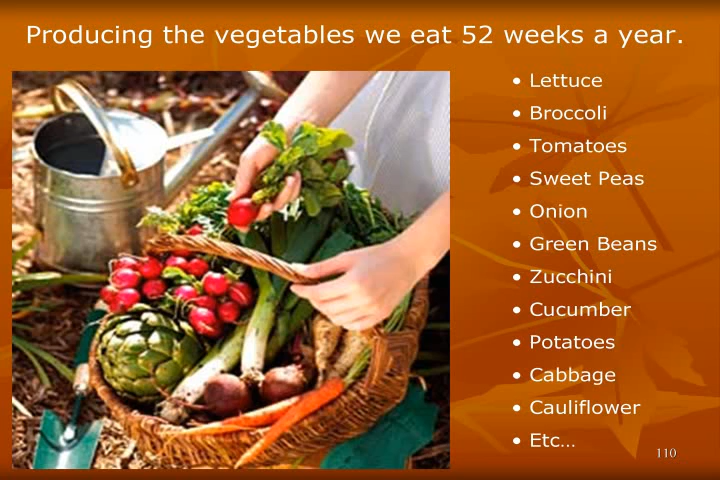 Producing the vegetables we eat 52 weeks a year.
• Lettuce
• Broccoli
• Tomatoes
• Sweet Peas
• Onion
• Green Beans
• Zucchini
• Cucumber
• Potatoes
• Cabbage
• Cauliflower
• Etc…
110